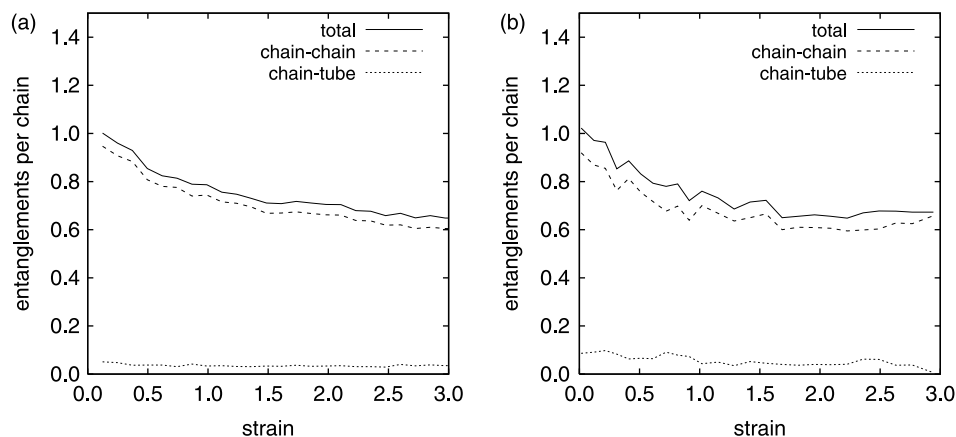 (a)
total
chain-chain
chain-tube
entanglements per chain
1.4
1.2
1.0
0.8
0.6
0.4
0.2
0.0
0.0 0.5 1.0 1.5 2.0 2.5 3.0
strain
(b)
total
chain-chain
chain-tube
entanglements per chain
1.4
1.2
1.0
0.8
0.6
0.4
0.2
0.0
0.0 0.5 1.0 1.5 2.0 2.5 3.0
strain